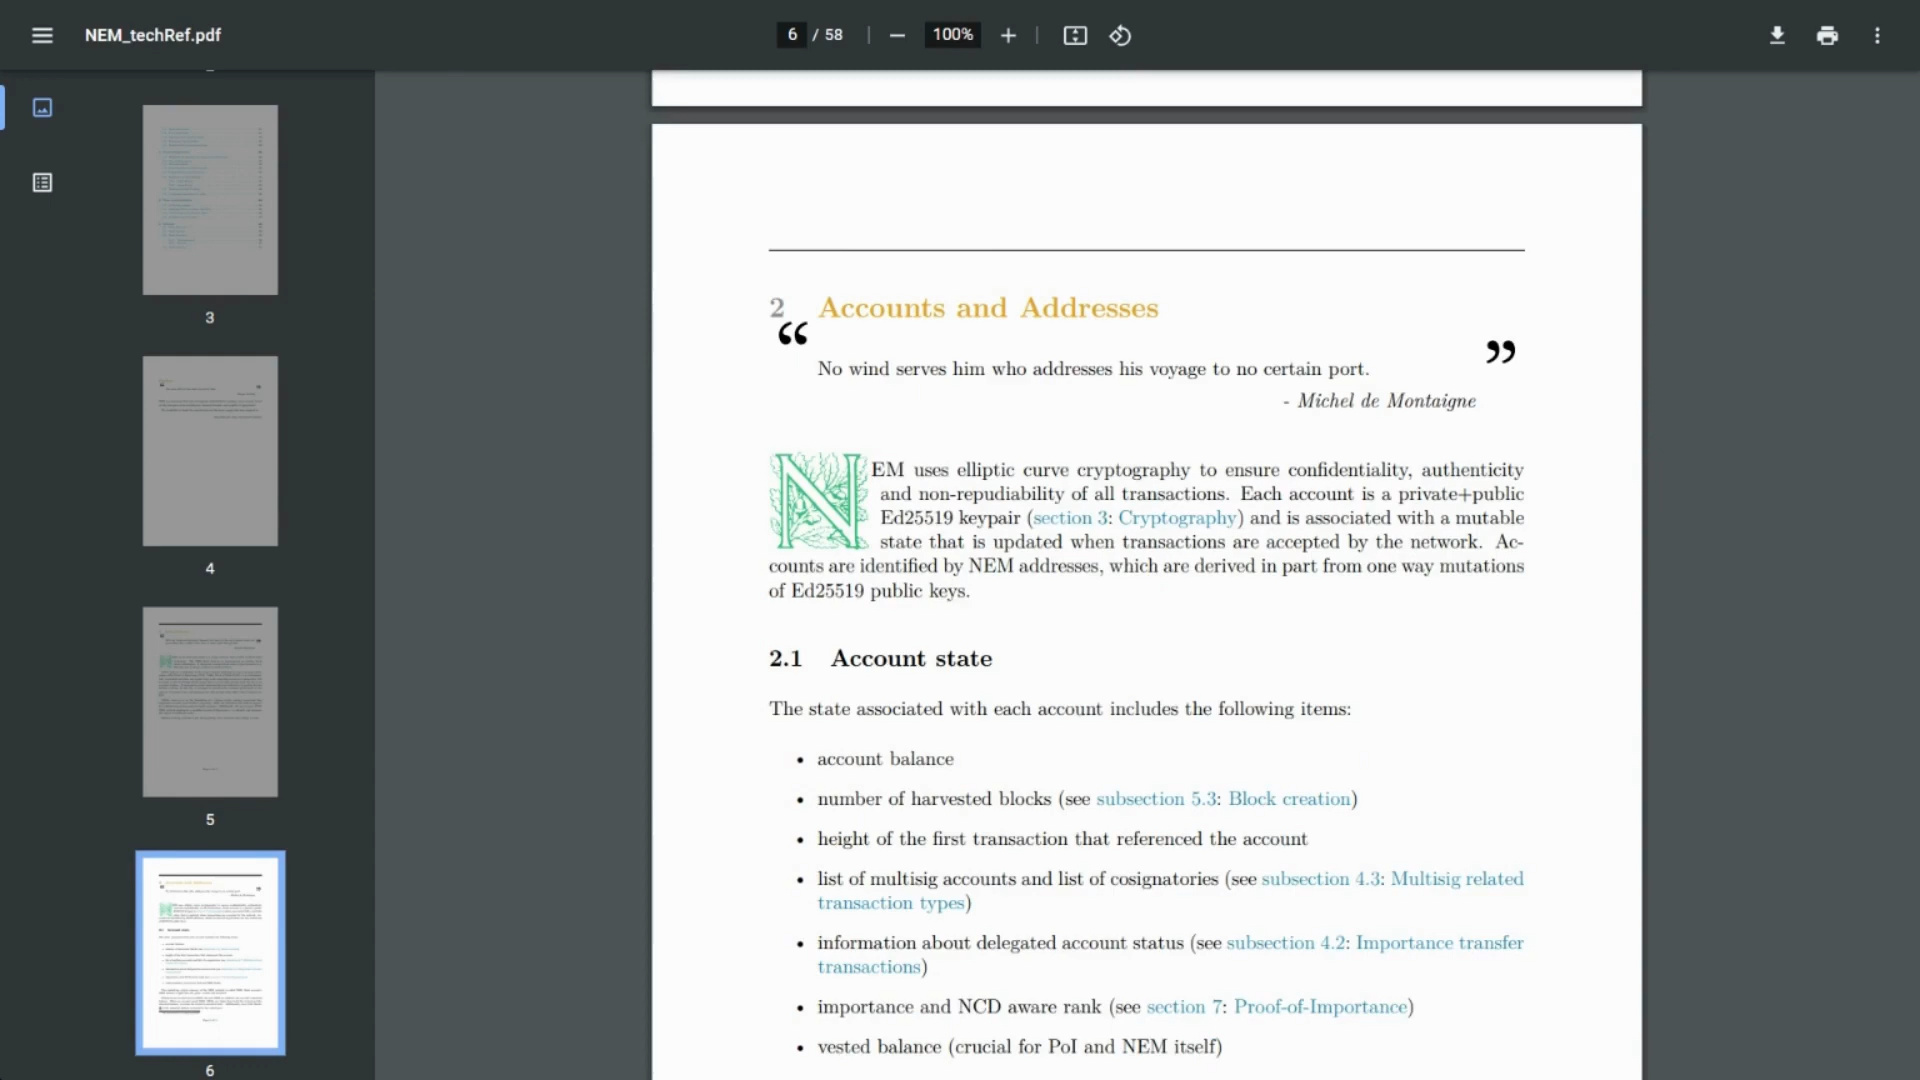 NEM_techRef.pdf
6 / 58
100%
3
4
5
6
2 Accounts and Addresses
“
No wind serves him who addresses his voyage to no certain port.
”
- Michel de Montaigne
NEM uses elliptic curve cryptography to ensure confidentiality, authenticity
and non-repudiability of all transactions. Each account is a private+public
Ed25519 keypair (section 3: Cryptography) and is associated with a mutable
state that is updated when transactions are accepted by the network. Ac-
counts are identified by NEM addresses, which are derived in part from one way mutations
of Ed25519 public keys.
2.1 Account state
The state associated with each account includes the following items:
• account balance
• number of harvested blocks (see subsection 5.3: Block creation)
• height of the first transaction that referenced the account
• list of multisig accounts and list of cosignatories (see subsection 4.3: Multisig related
transaction types)
• information about delegated account status (see subsection 4.2: Importance transfer
transactions)
• importance and NCD aware rank (see section 7: Proof-of-Importance)
• vested balance (crucial for PoI and NEM itself)